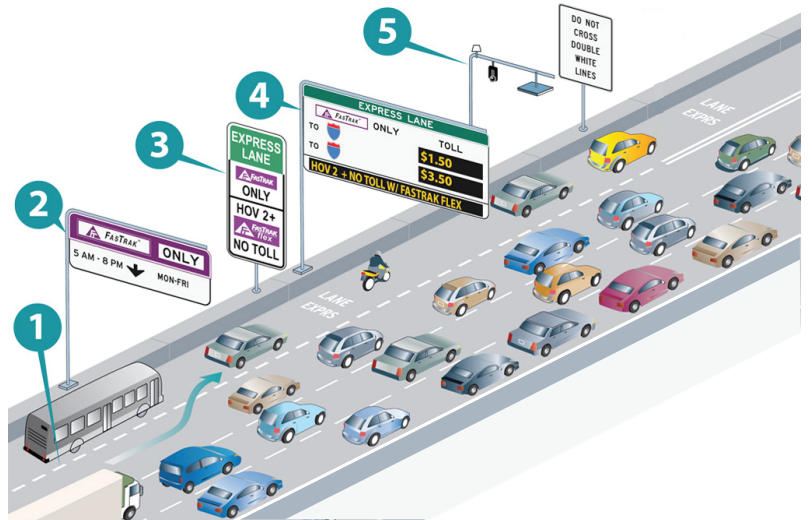 5
DO NOT
CROSS
DOUBLE
WHITE
LINES
4
EXPRESS LANE
FASTRAK ONLY TOLL
TO $1.50
TO $3.50
HOV 2 + NO TOLL W/ FASTRAK FLEX
LANE
EXPRS
3
EXPRESS
LANE
FASTRAK
ONLY
HOV 2+
FASTRAK
flex
NO TOLL
2
FASTRAK ONLY
5 AM - 8 PM MON-FRI
LANE
EXPRS
1